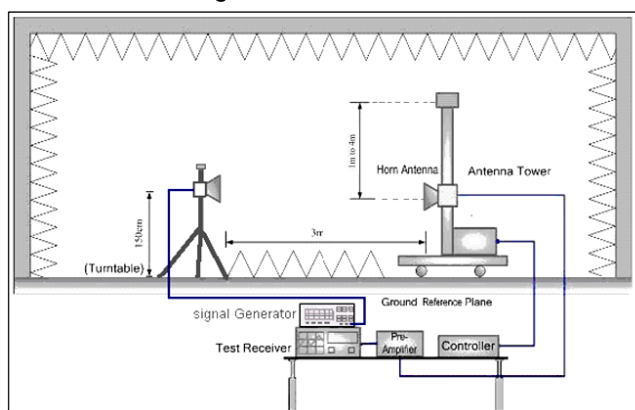 1m to 4m
Horn Antenna
Antenna Tower
150cm
3m
(Turntable)
Ground Reference Plane
signal Generator
Test Receiver
Pre-
Amplifier
Controller